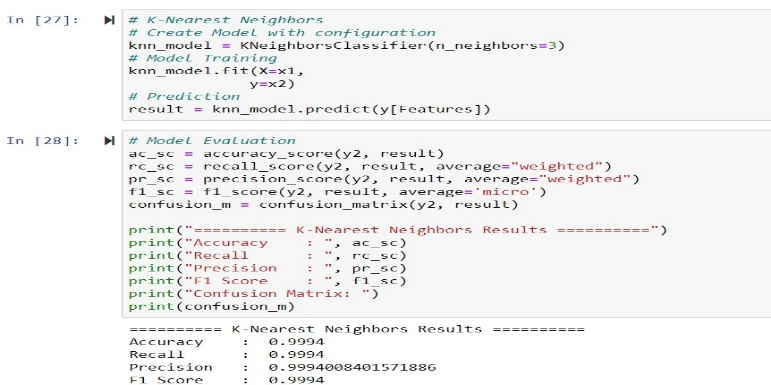 In [27]: # K-Nearest Neighbors
# Create Model with configuration
knn_model = KNeighborsClassifier(n_neighbors=3)
# Model Training
knn_model.fit(X=x1,
y=x2)
# Prediction
result = knn_model.predict(y[Features])
In [28]: # Model Evaluation
ac_sc = accuracy_score(y2, result)
rc_sc = recall_score(y2, result, average="weighted")
pr_sc = precision_score(y2, result, average="weighted")
f1_sc = f1_score(y2, result, average='micro')
confusion_m = confusion_matrix(y2, result)
print("========== K-Nearest Neighbors Results ==========")
print("Accuracy    : ", ac_sc)
print("Recall      : ", rc_sc)
print("Precision   : ", pr_sc)
print("F1 Score    : ", f1_sc)
print("Confusion Matrix: ")
print(confusion_m)
========== K-Nearest Neighbors Results ==========
Accuracy    :  0.9994
Recall      :  0.9994
Precision   :  0.9994008401571886
F1 Score    :  0.9994